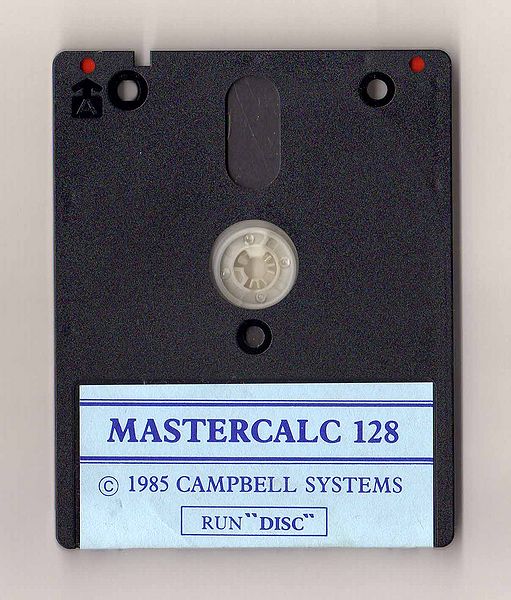 A
MASTERCALC 128
© 1985 CAMPBELL SYSTEMS
RUN "DISC"